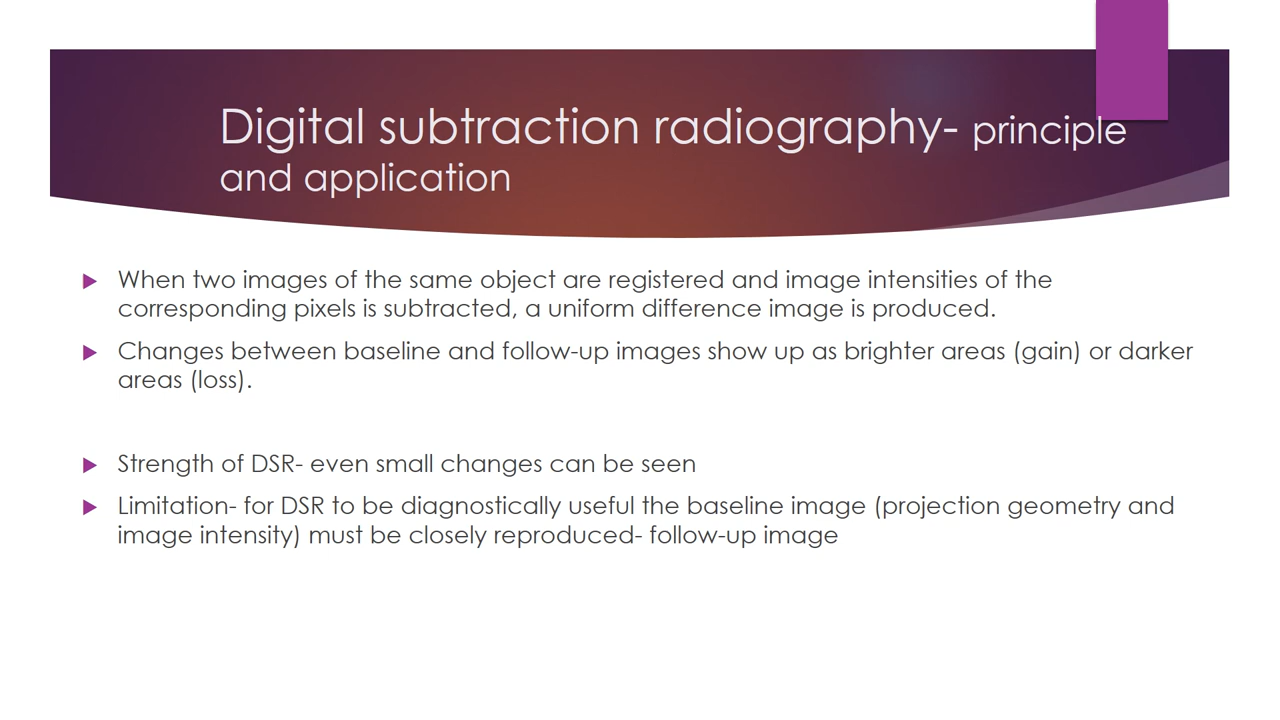 Digital subtraction radiography- principle
and application
When two images of the same object are registered and image intensities of the
corresponding pixels is subtracted, a uniform difference image is produced.
Changes between baseline and follow-up images show up as brighter areas (gain) or darker
areas (loss).
Strength of DSR- even small changes can be seen
Limitation- for DSR to be diagnostically useful the baseline image (projection geometry and
image intensity) must be closely reproduced- follow-up image